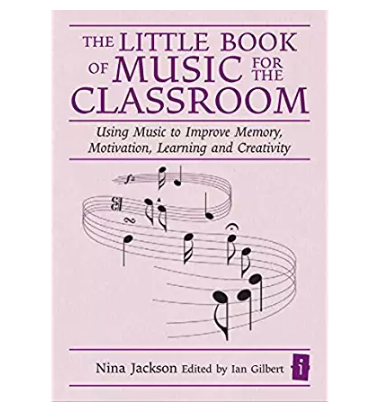 THE LITTLE BOOK
OF MUSIC FOR THE
CLASSROOM
Using Music to Improve Memory,
Motivation, Learning and Creativity
Nina Jackson Edited by Ian Gilbert i